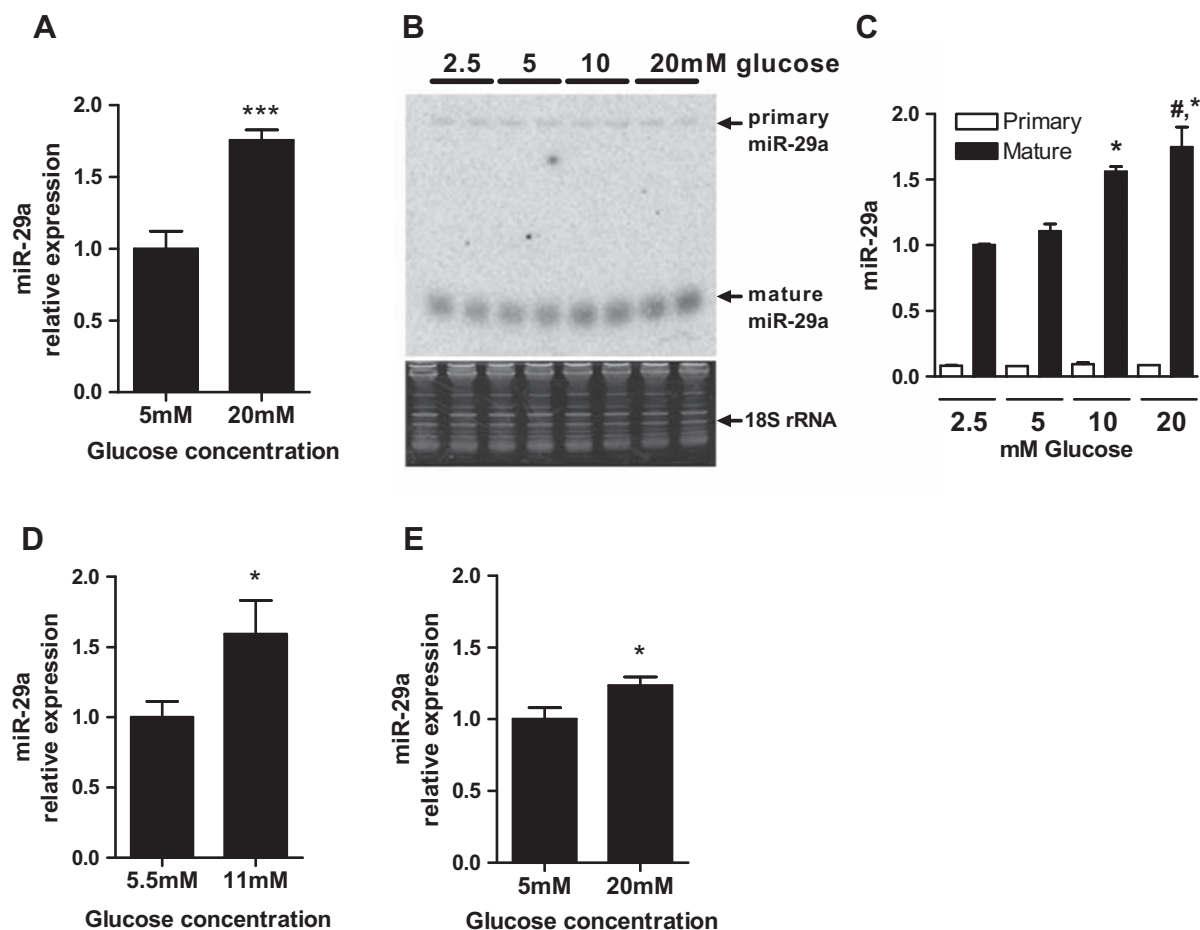 A
miR-29a
relative expression
2.0
1.5
1.0
0.5
0.0
***
5mM 20mM
Glucose concentration
B
2.5 5 10 20mM glucose
primary
miR-29a
mature
miR-29a
18S rRNA
C
miR-29a
2.0
1.5
1.0
0.5
0.0
Primary
Mature
*
#,*
2.5 5 10 20
mM Glucose
D
miR-29a
relative expression
2.0
1.5
1.0
0.5
0.0
*
5.5mM 11mM
Glucose concentration
E
miR-29a
relative expression
2.0
1.5
1.0
0.5
0.0
*
5mM 20mM
Glucose concentration